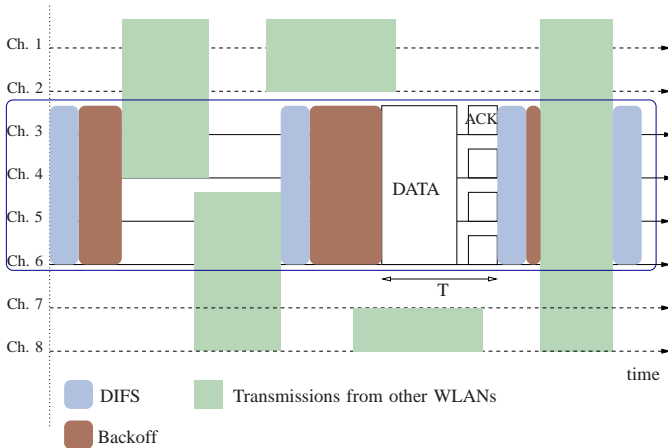 Ch. 1
Ch. 2
Ch. 3
ACK
Ch. 4
DATA
Ch. 5
Ch. 6
T
Ch. 7
Ch. 8
time
DIFS
Transmissions from other WLANs
Backoff